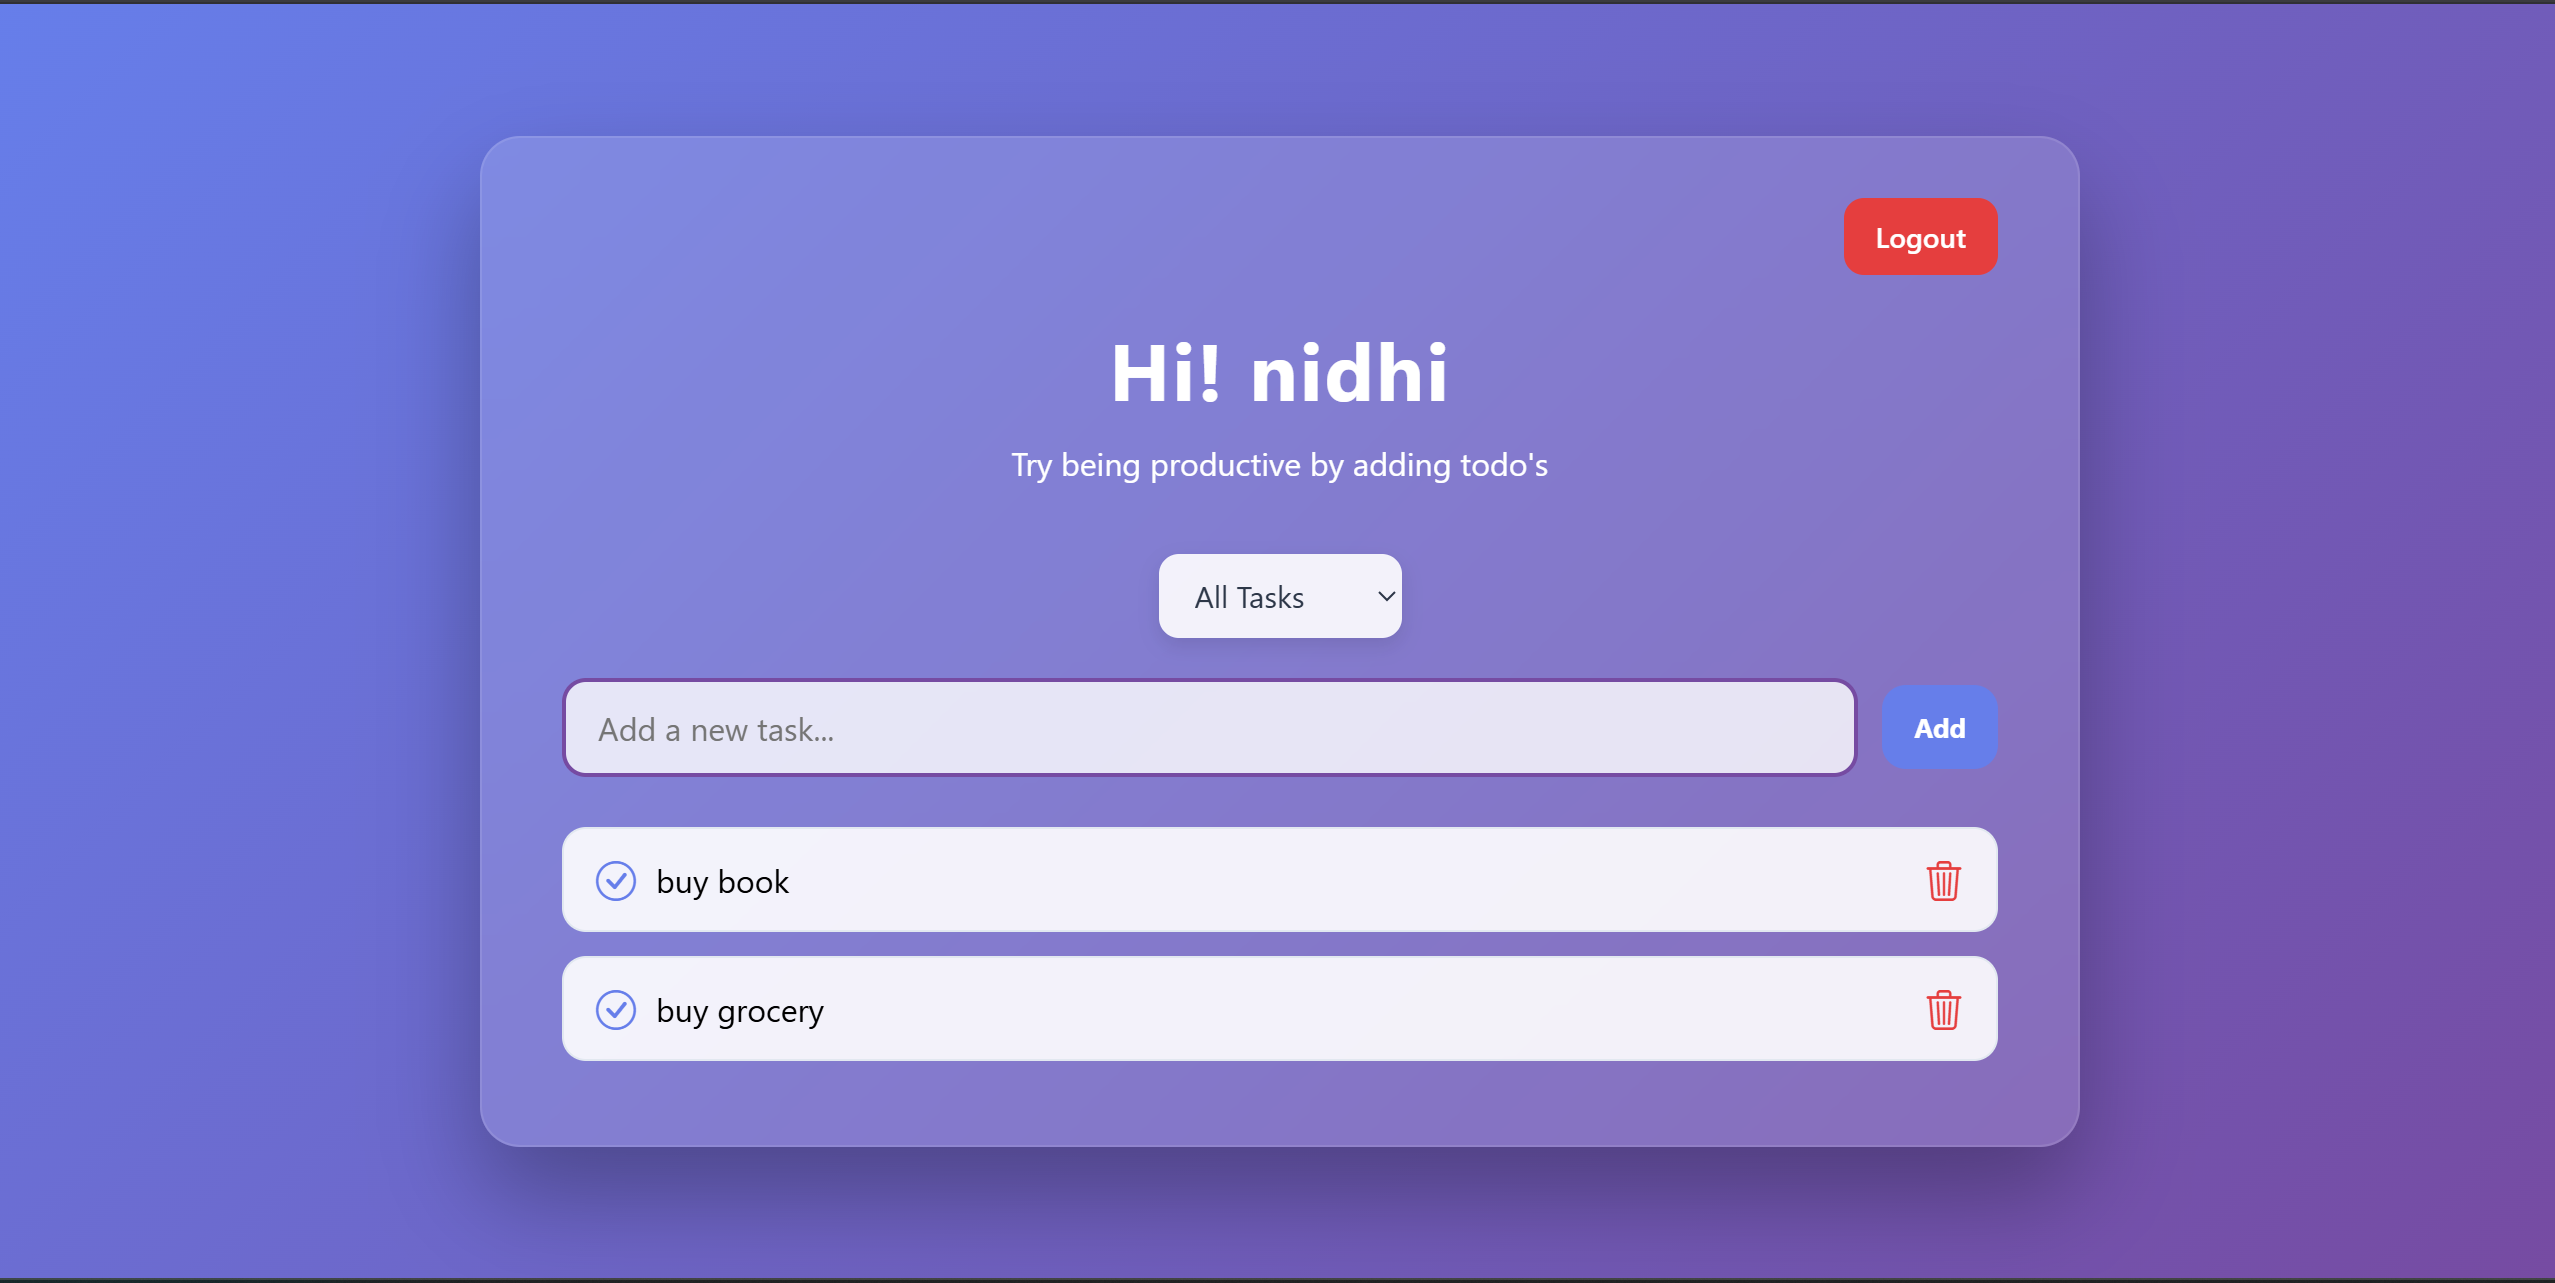 Logout
Hi! nidhi
Try being productive by adding todo's
All Tasks
Add a new task...
Add
buy book
buy grocery